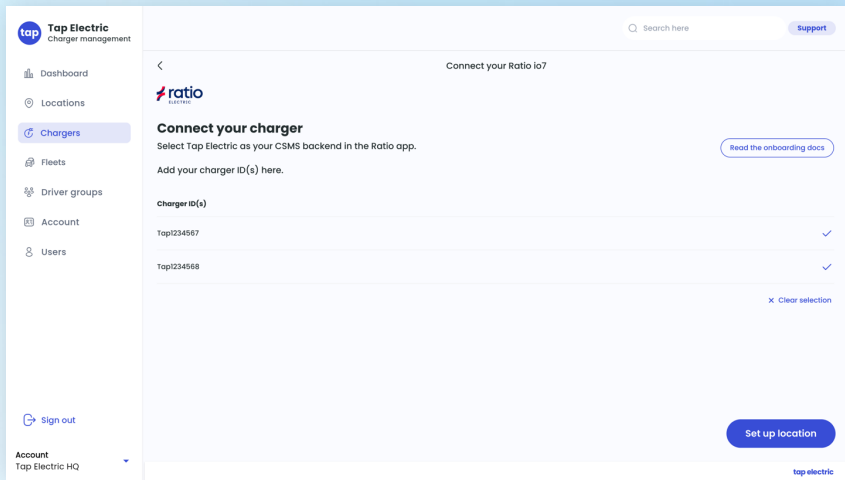 tap
Tap Electric
Charger management
Search here
Support
Dashboard
Locations
Chargers
Fleets
Driver groups
Account
Users
Connect your Ratio io7
ratio
ELECTRIC
Connect your charger
Select Tap Electric as your CSMS backend in the Ratio app.
Read the onboarding docs
Add your charger ID(s) here.
Charger ID(s)
Tap1234567
Tap1234568
Clear selection
Sign out
Set up location
Account
Tap Electric HQ
tap electric